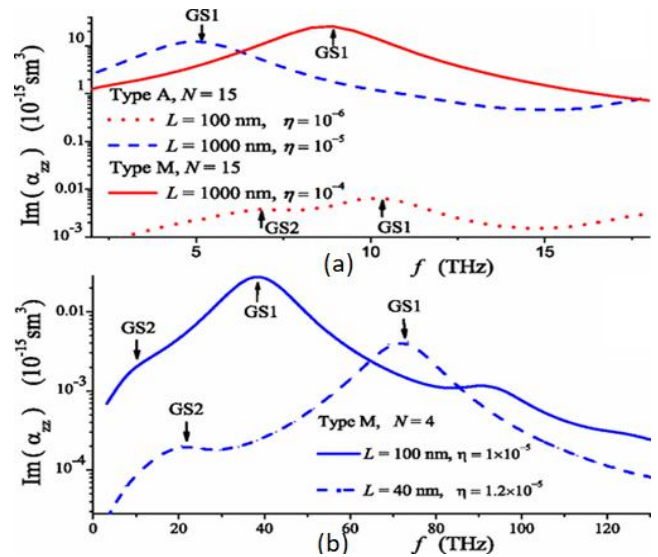 GS1
GS1
10
1
0.1
0.01
10⁻³
Im(αzz) (10⁻¹⁵sm³)
Type A, N = 15
L = 100 nm, η = 10⁻⁶
L = 1000 nm, η = 10⁻⁵
Type M, N = 15
L = 1000 nm, η = 10⁻⁴
GS2
GS1
5
10
15
(a)
f (THz)
GS1
GS2
GS1
GS2
0.01
10⁻³
10⁻⁴
Im(αzz) (10⁻¹⁵sm³)
Type M, N = 4
L = 100 nm, η = 1×10⁻⁵
L = 40 nm, η = 1.2×10⁻⁵
0
20
40
60
80
100
120
(b)
f (THz)